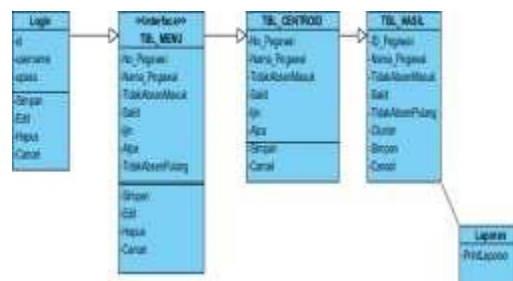 Login
-id
-username
-upass
-Simpan
-Edit
-Hapus
-Cancel
<<Interface>>
TBL_MENU
-No_Pegawai
-Nama_Pegawai
-TidakAbsenMasuk
-Sakit
-Ijin
-Alpa
-TidakAbsenPulang
-Simpan
-Edit
-Hapus
-Cancel
TBL_CENTROID
-No_Pegawai
-Nama_Pegawai
-TidakAbsenMasuk
-Sakit
-Ijin
-Alpa
-Simpan
-Cancel
TBL_HASIL
-ID_Pegawai
-Nama_Pegawai
-TidakAbsenMasuk
-Sakit
-TidakAbsenPulang
-Cluster
-Simpan
-Cancel
Laporan
-PrintLaporan